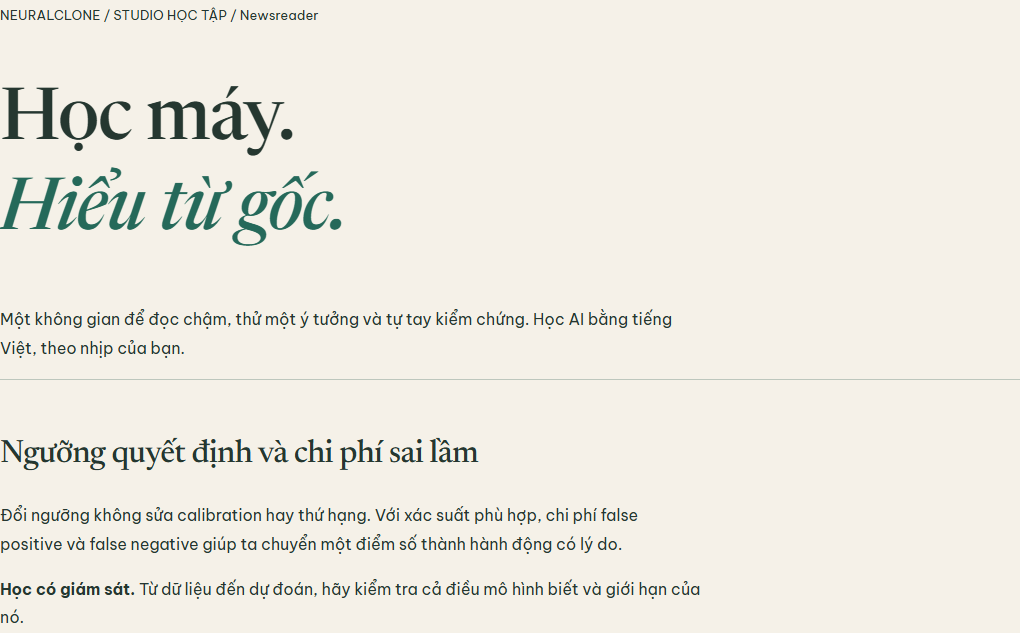 NEURALCLONE / STUDIO HỌC TẬP / Newsreader
Học máy.
Hiểu từ gốc.
Một không gian để đọc chậm, thử một ý tưởng và tự tay kiểm chứng. Học AI bằng tiếng
Việt, theo nhịp của bạn.
Ngưỡng quyết định và chi phí sai lầm
Đổi ngưỡng không sửa calibration hay thứ hạng. Với xác suất phù hợp, chi phí false
positive và false negative giúp ta chuyển một điểm số thành hành động có lý do.
Học có giám sát. Từ dữ liệu đến dự đoán, hãy kiểm tra cả điều mô hình biết và giới hạn của
nó.